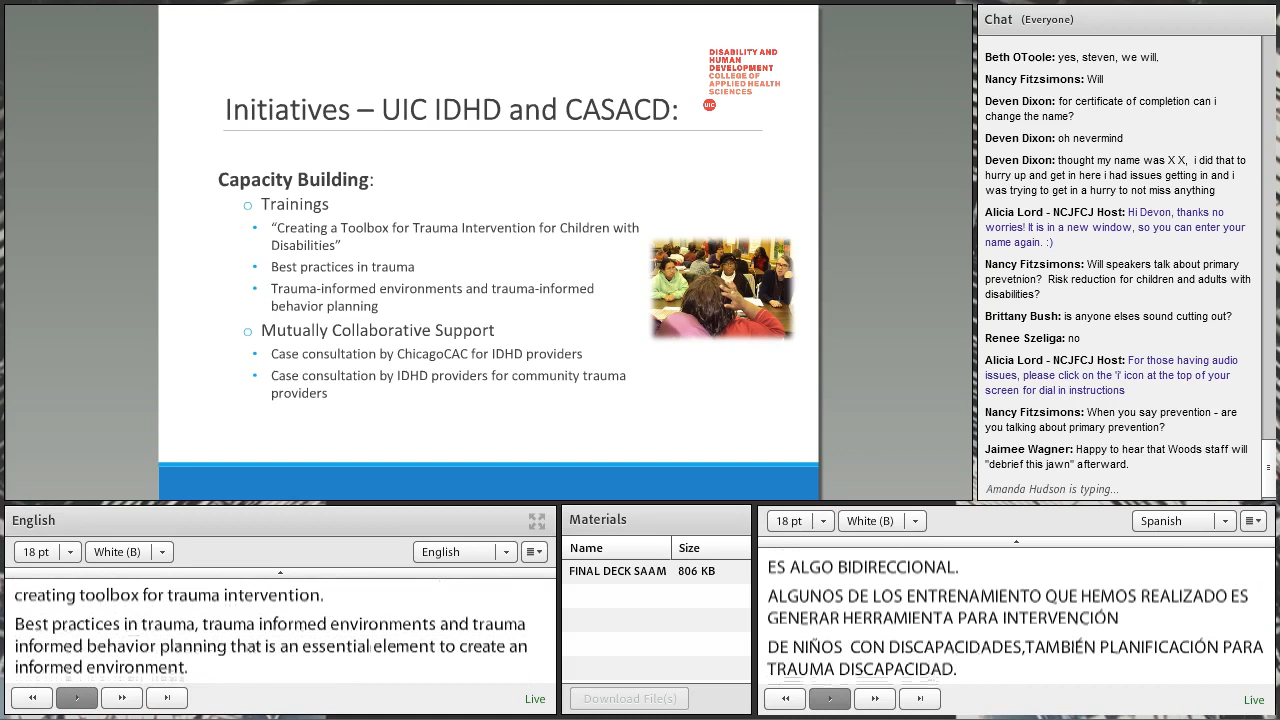 DISABILITY AND
HUMAN
DEVELOPMENT
COLLEGE OF
APPLIED HEALTH
SCIENCES
UIC
Initiatives – UIC IDHD and CASACD:
Capacity Building:
Trainings
“Creating a Toolbox for Trauma Intervention for Children with
Disabilities”
Best practices in trauma
Trauma-informed environments and trauma-informed
behavior planning
Mutually Collaborative Support
Case consultation by ChicagoCAC for IDHD providers
Case consultation by IDHD providers for community trauma
providers
Chat (Everyone)
Beth OToole: yes, steven, we will.
Nancy Fitzsimons: Will
Deven Dixon: for certificate of completion can i
change the name?
Deven Dixon: oh nevermind
Deven Dixon: thought my name was X X, i did that to
hurry up and get in here i had issues getting in and i
was trying to get in a hurry to not miss anything
Alicia Lord - NCJFCJ Host: Hi Devon, thanks no
worries! It is in a new window, so you can enter your
name again. :)
Nancy Fitzsimons: Will speakers talk about primary
prevetnion? Risk reduction for children and adults with
disabilities?
Brittany Bush: is anyone elses sound cutting out?
Renee Szeliga: no
Alicia Lord - NCJFCJ Host: For those having audio
issues, please click on the 'i' icon at the top of your
screen for dial in instructions
Nancy Fitzsimons: When you say prevention - are
you talking about primary prevention?
Jaimee Wagner: Happy to hear that Woods staff will
"debrief this jawn" afterward.
Amanda Hudson is typing...
English
18 pt White (B) English
creating toolbox for trauma intervention.
Best practices in trauma, trauma informed environments and trauma
informed behavior planning that is an essential element to create an
informed environment.
Live
Materials
Name Size
FINAL DECK SAAM 806 KB
Download File(s)
18 pt White (B) Spanish
ES ALGO BIDIRECCIONAL.
ALGUNOS DE LOS ENTRENAMIENTO QUE HEMOS REALIZADO ES
GENERAR HERRAMIENTA PARA INTERVENCIÓN
DE NIÑOS CON DISCAPACIDADES,TAMBIÉN PLANIFICACIÓN PARA
TRAUMA DISCAPACIDAD.
Live